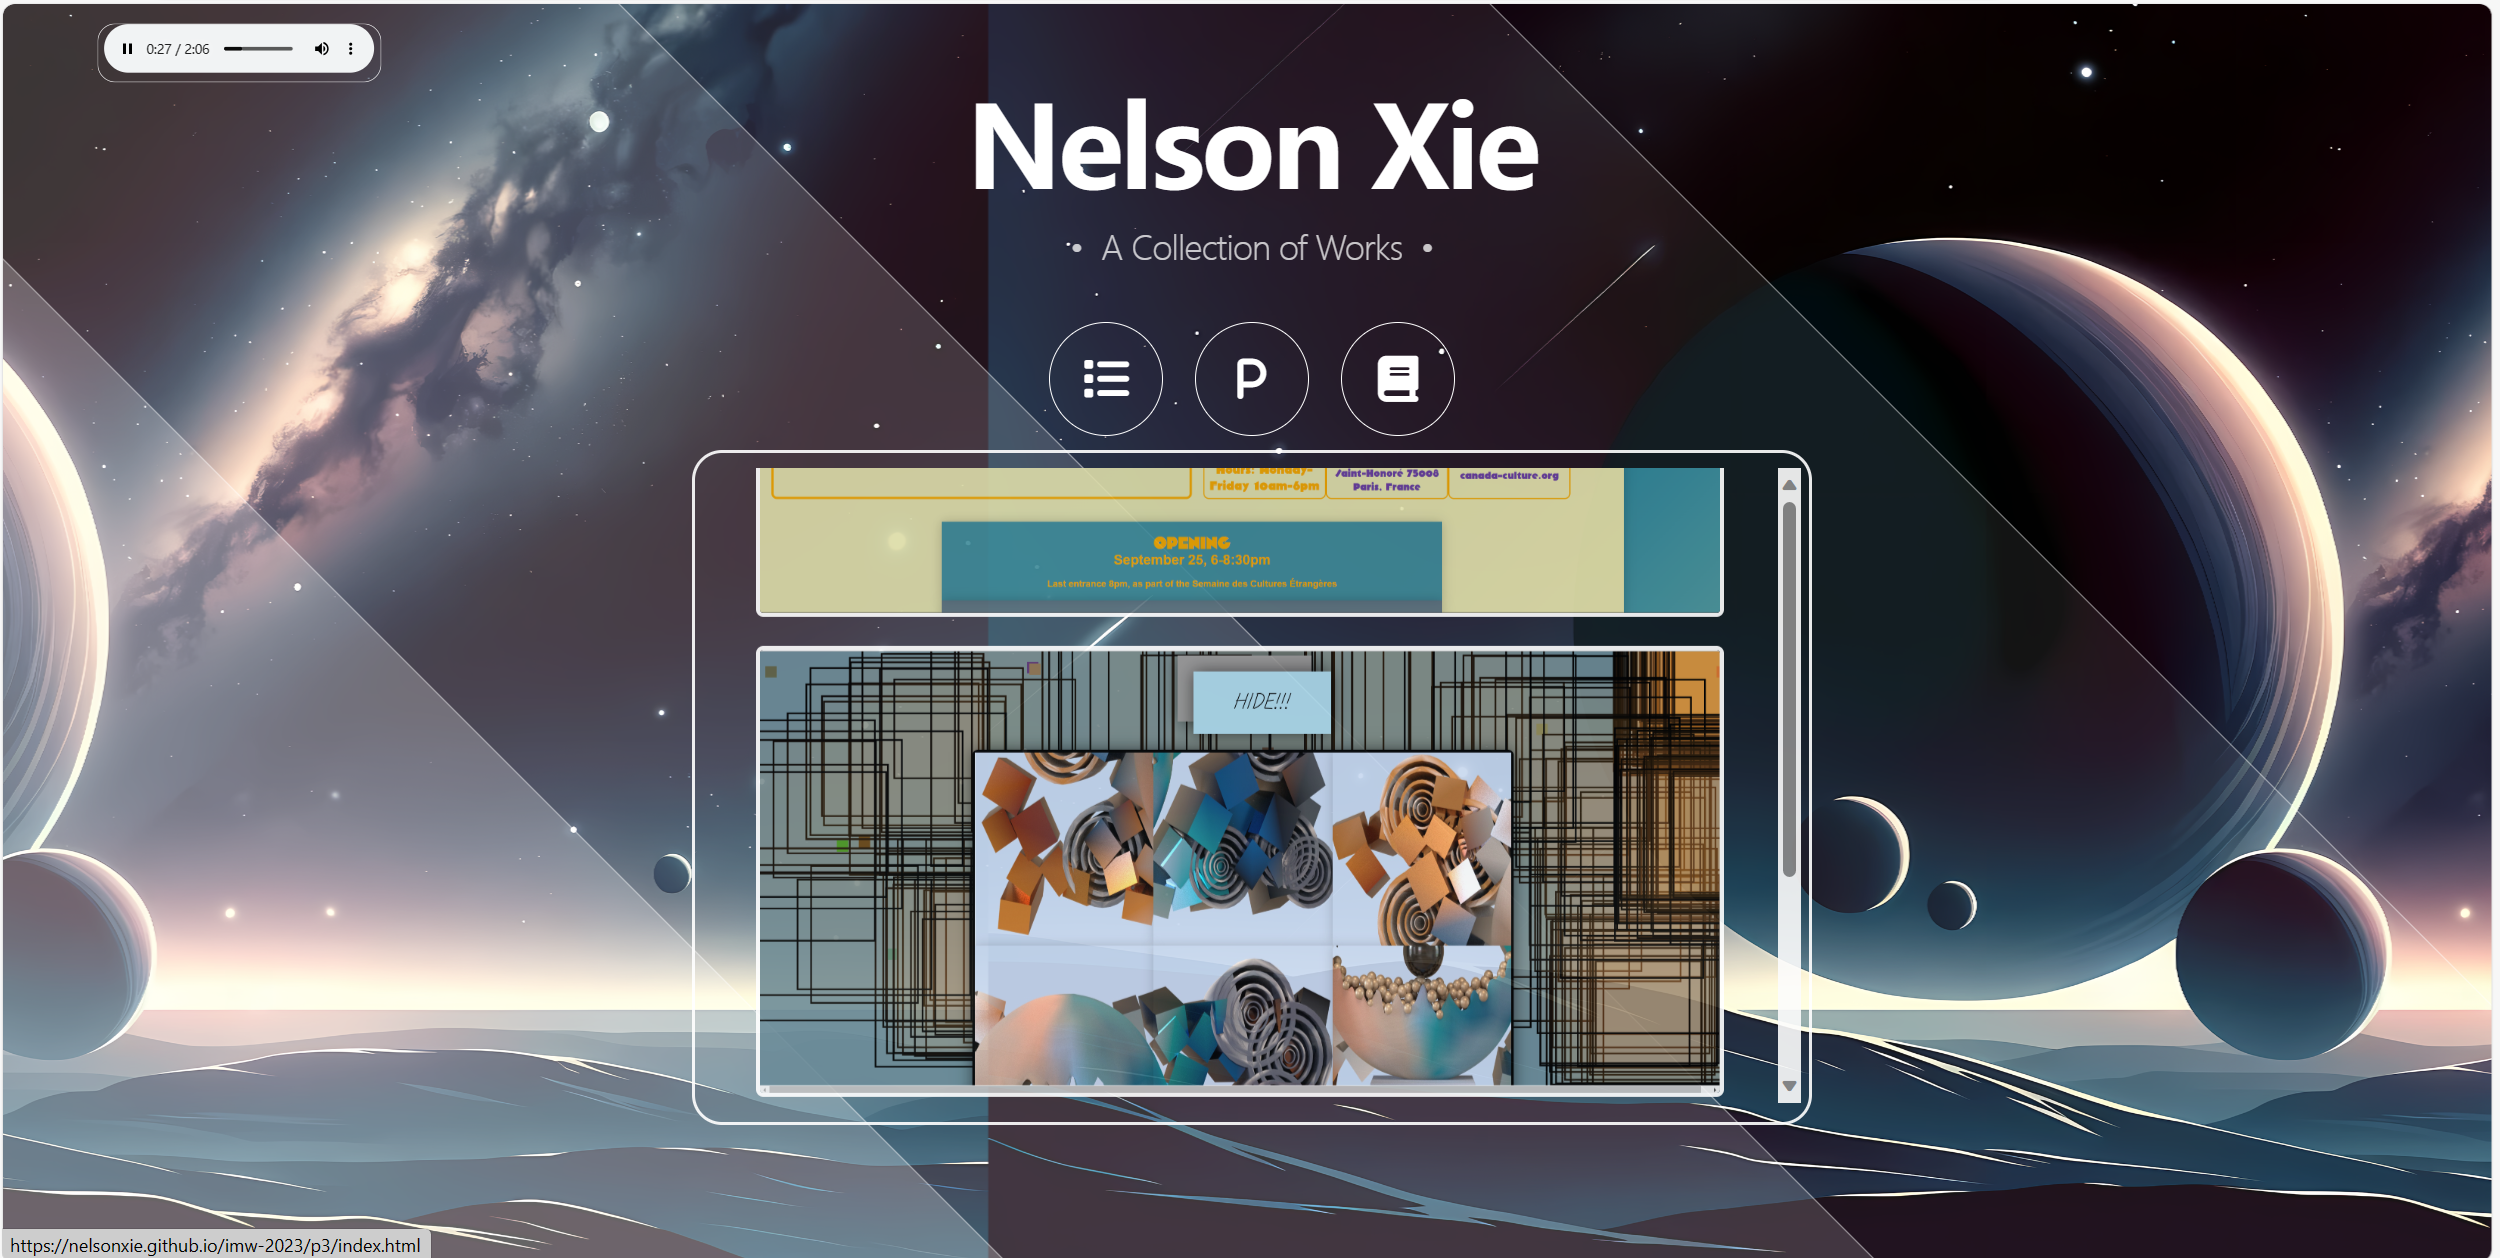 0:27 / 2:06
Nelson Xie
• A Collection of Works •
P
Hours: Monday-
Friday 10am-6pm
/aint-Honoré 75008
Paris, France
canada-culture.org
OPENING
September 25, 6-8:30pm
Last entrance 8pm, as part of the Semaine des Cultures Étrangères
HIDE!!!
https://nelsonxie.github.io/imw-2023/p3/index.html